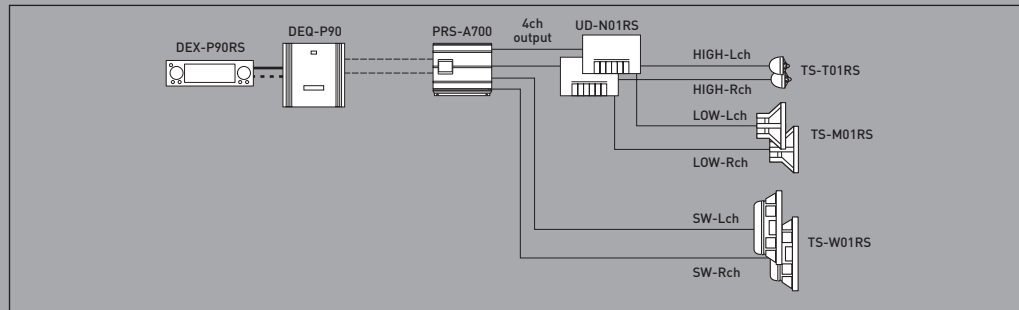 DEX-P90RS
DEQ-P90
PRS-A700
4ch
output
UD-N01RS
HIGH-Lch
TS-T01RS
HIGH-Rch
LOW-Lch
TS-M01RS
LOW-Rch
SW-Lch
TS-W01RS
SW-Rch